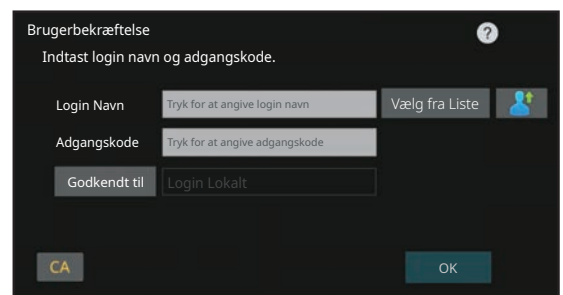 Brugerbekræftelse
?
Indtast login navn og adgangskode.
Login Navn
Tryk for at angive login navn
Vælg fra Liste
Adgangskode
Tryk for at angive adgangskode
Godkendt til
Login Lokalt
CA
OK